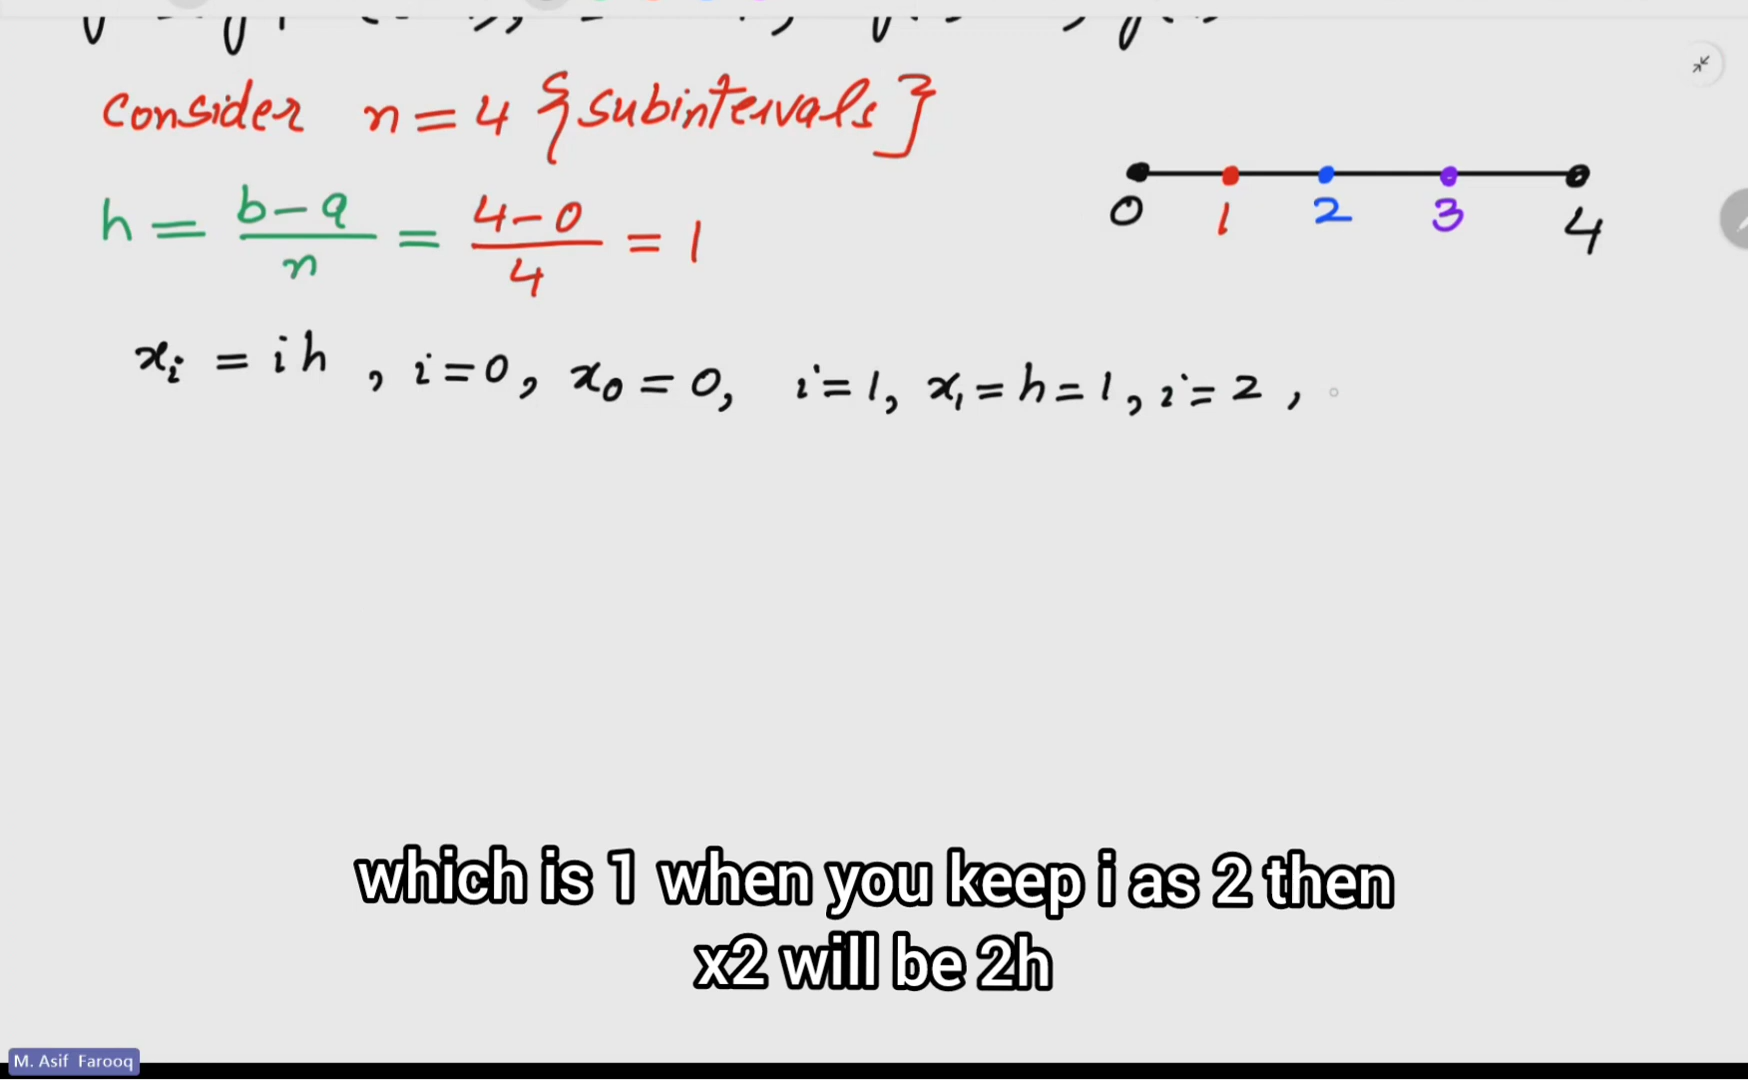 Consider n = 4 {subintervals}
h = b-a/n = 4-0/4 = 1
0 1 2 3 4
xᵢ = ih , i=0, x₀ = 0, i=1, x₁ = h = 1, i=2 ,
which is 1 when you keep i as 2 then
x2 will be 2h
M. Asif Farooq